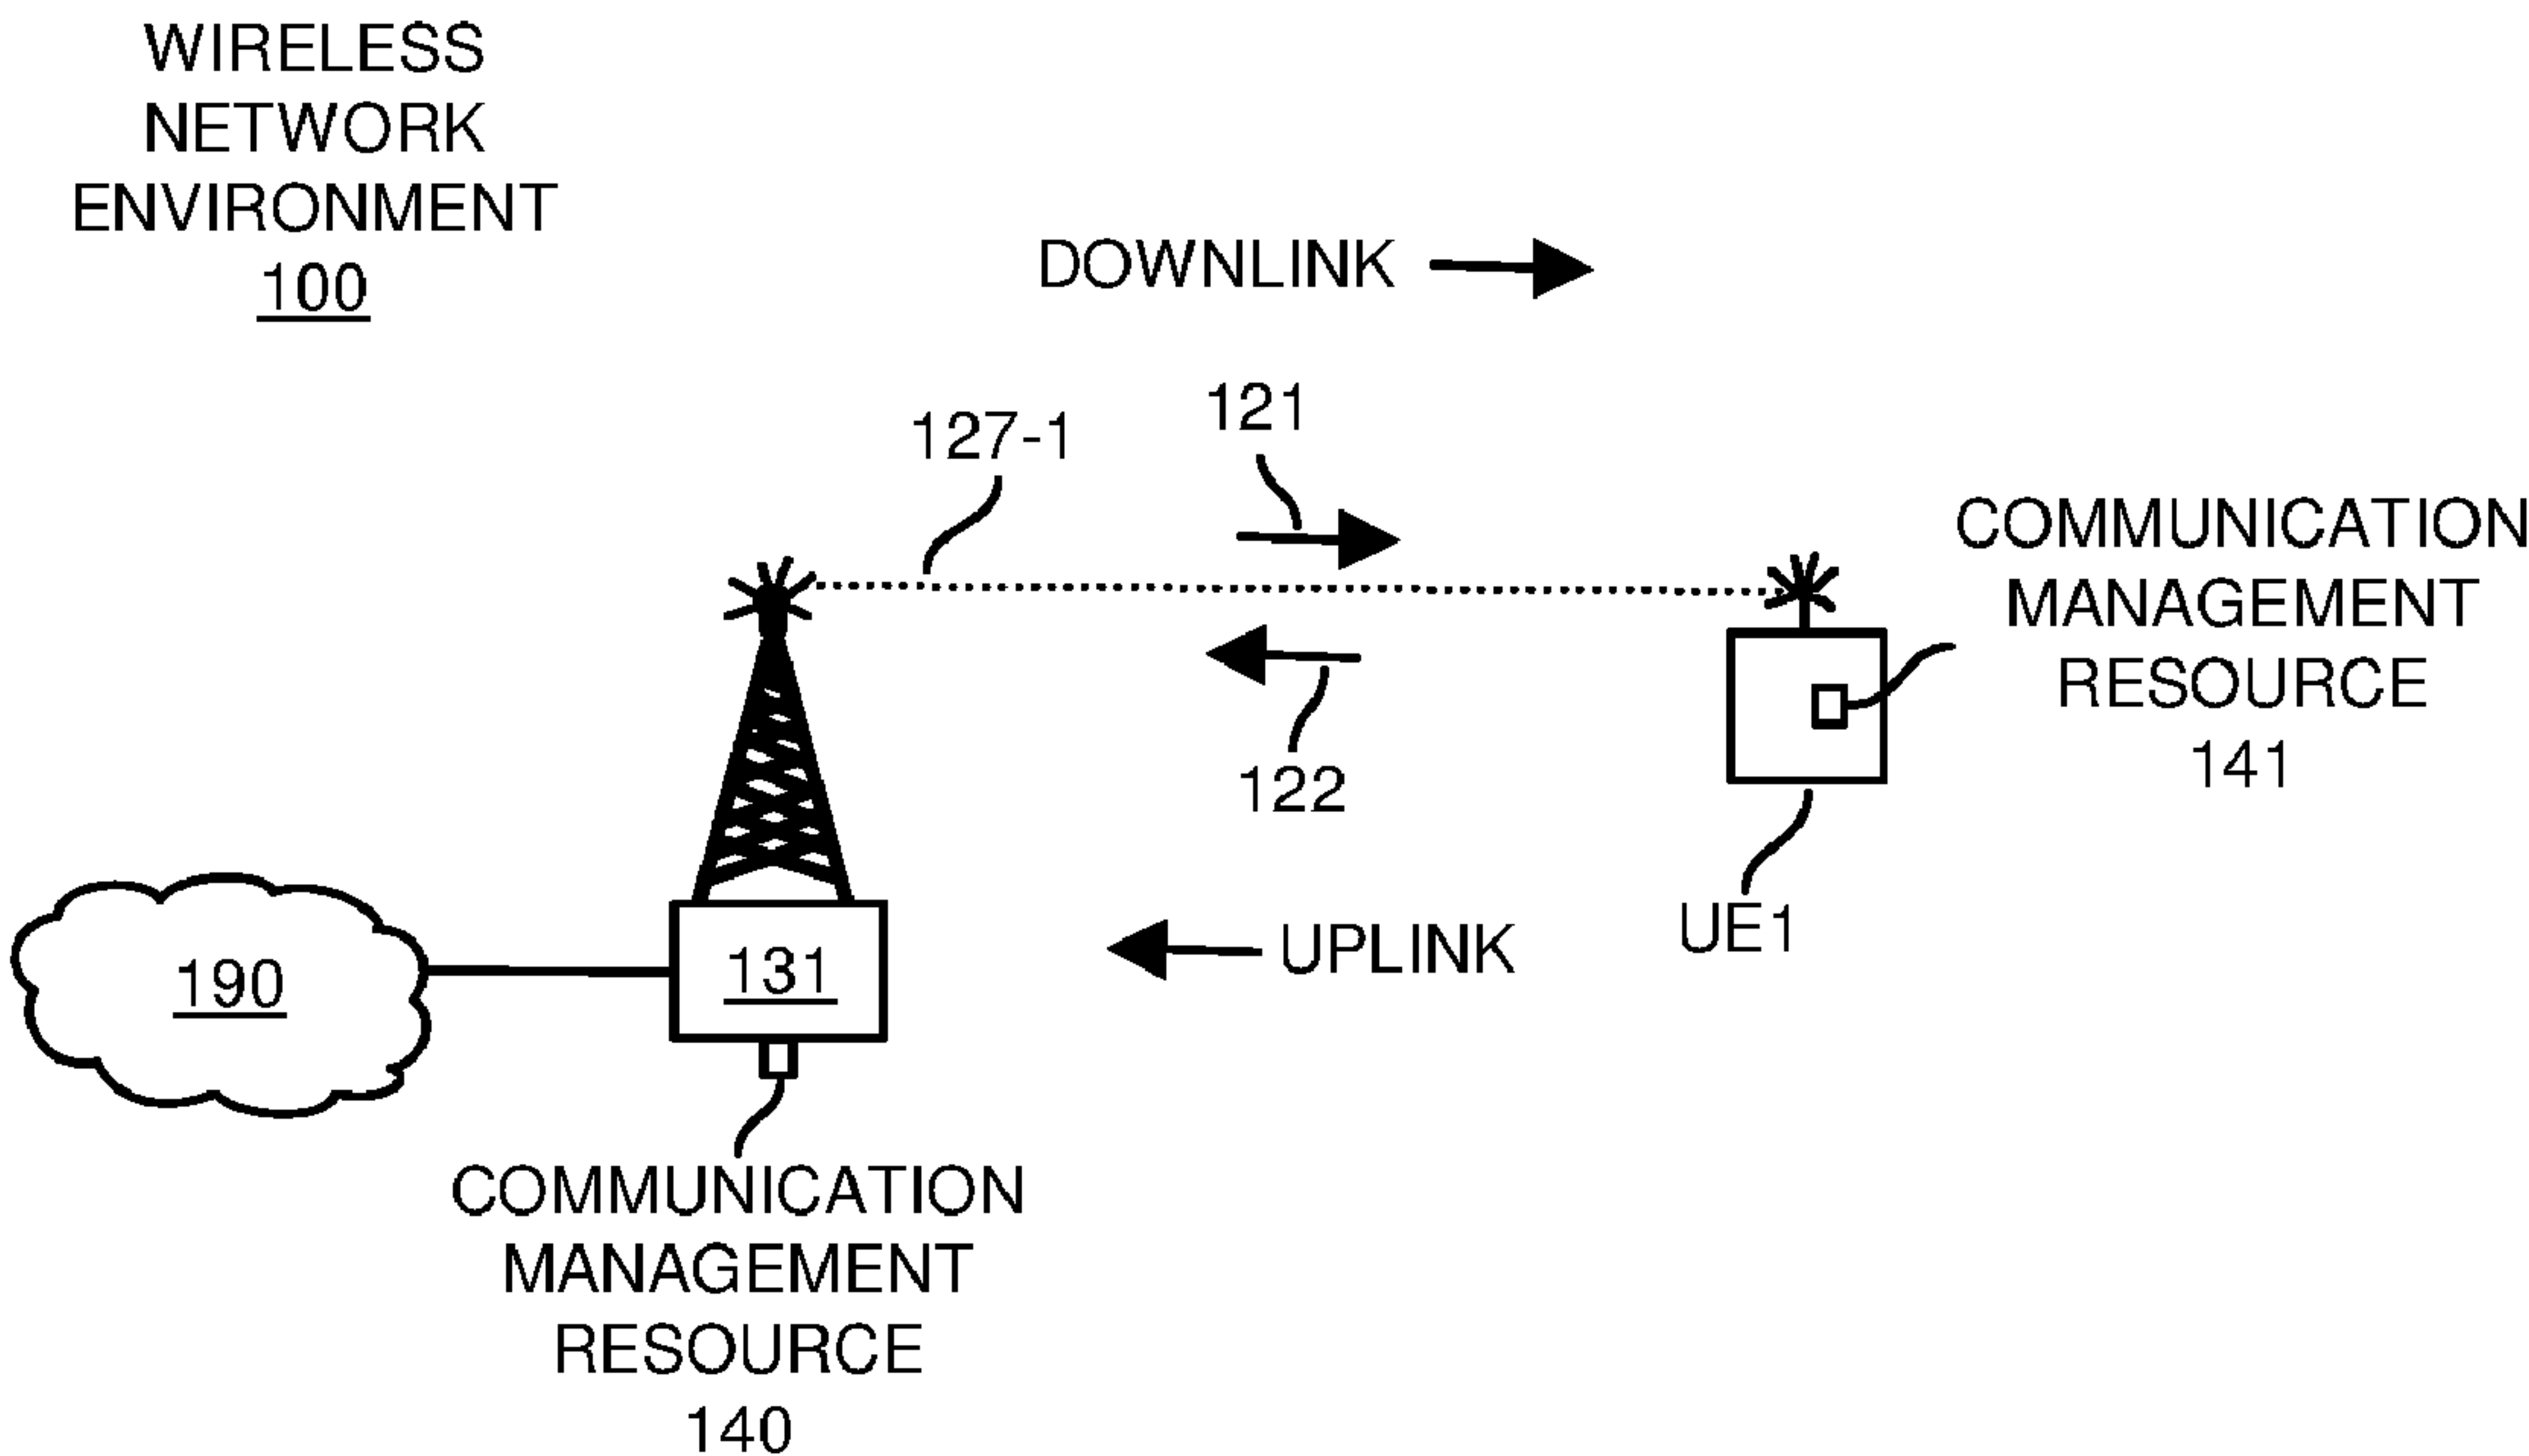 WIRELESS
NETWORK
ENVIRONMENT
100
DOWNLINK
127-1
121
COMMUNICATION
MANAGEMENT
RESOURCE
141
122
UE1
UPLINK
190
131
COMMUNICATION
MANAGEMENT
RESOURCE
140